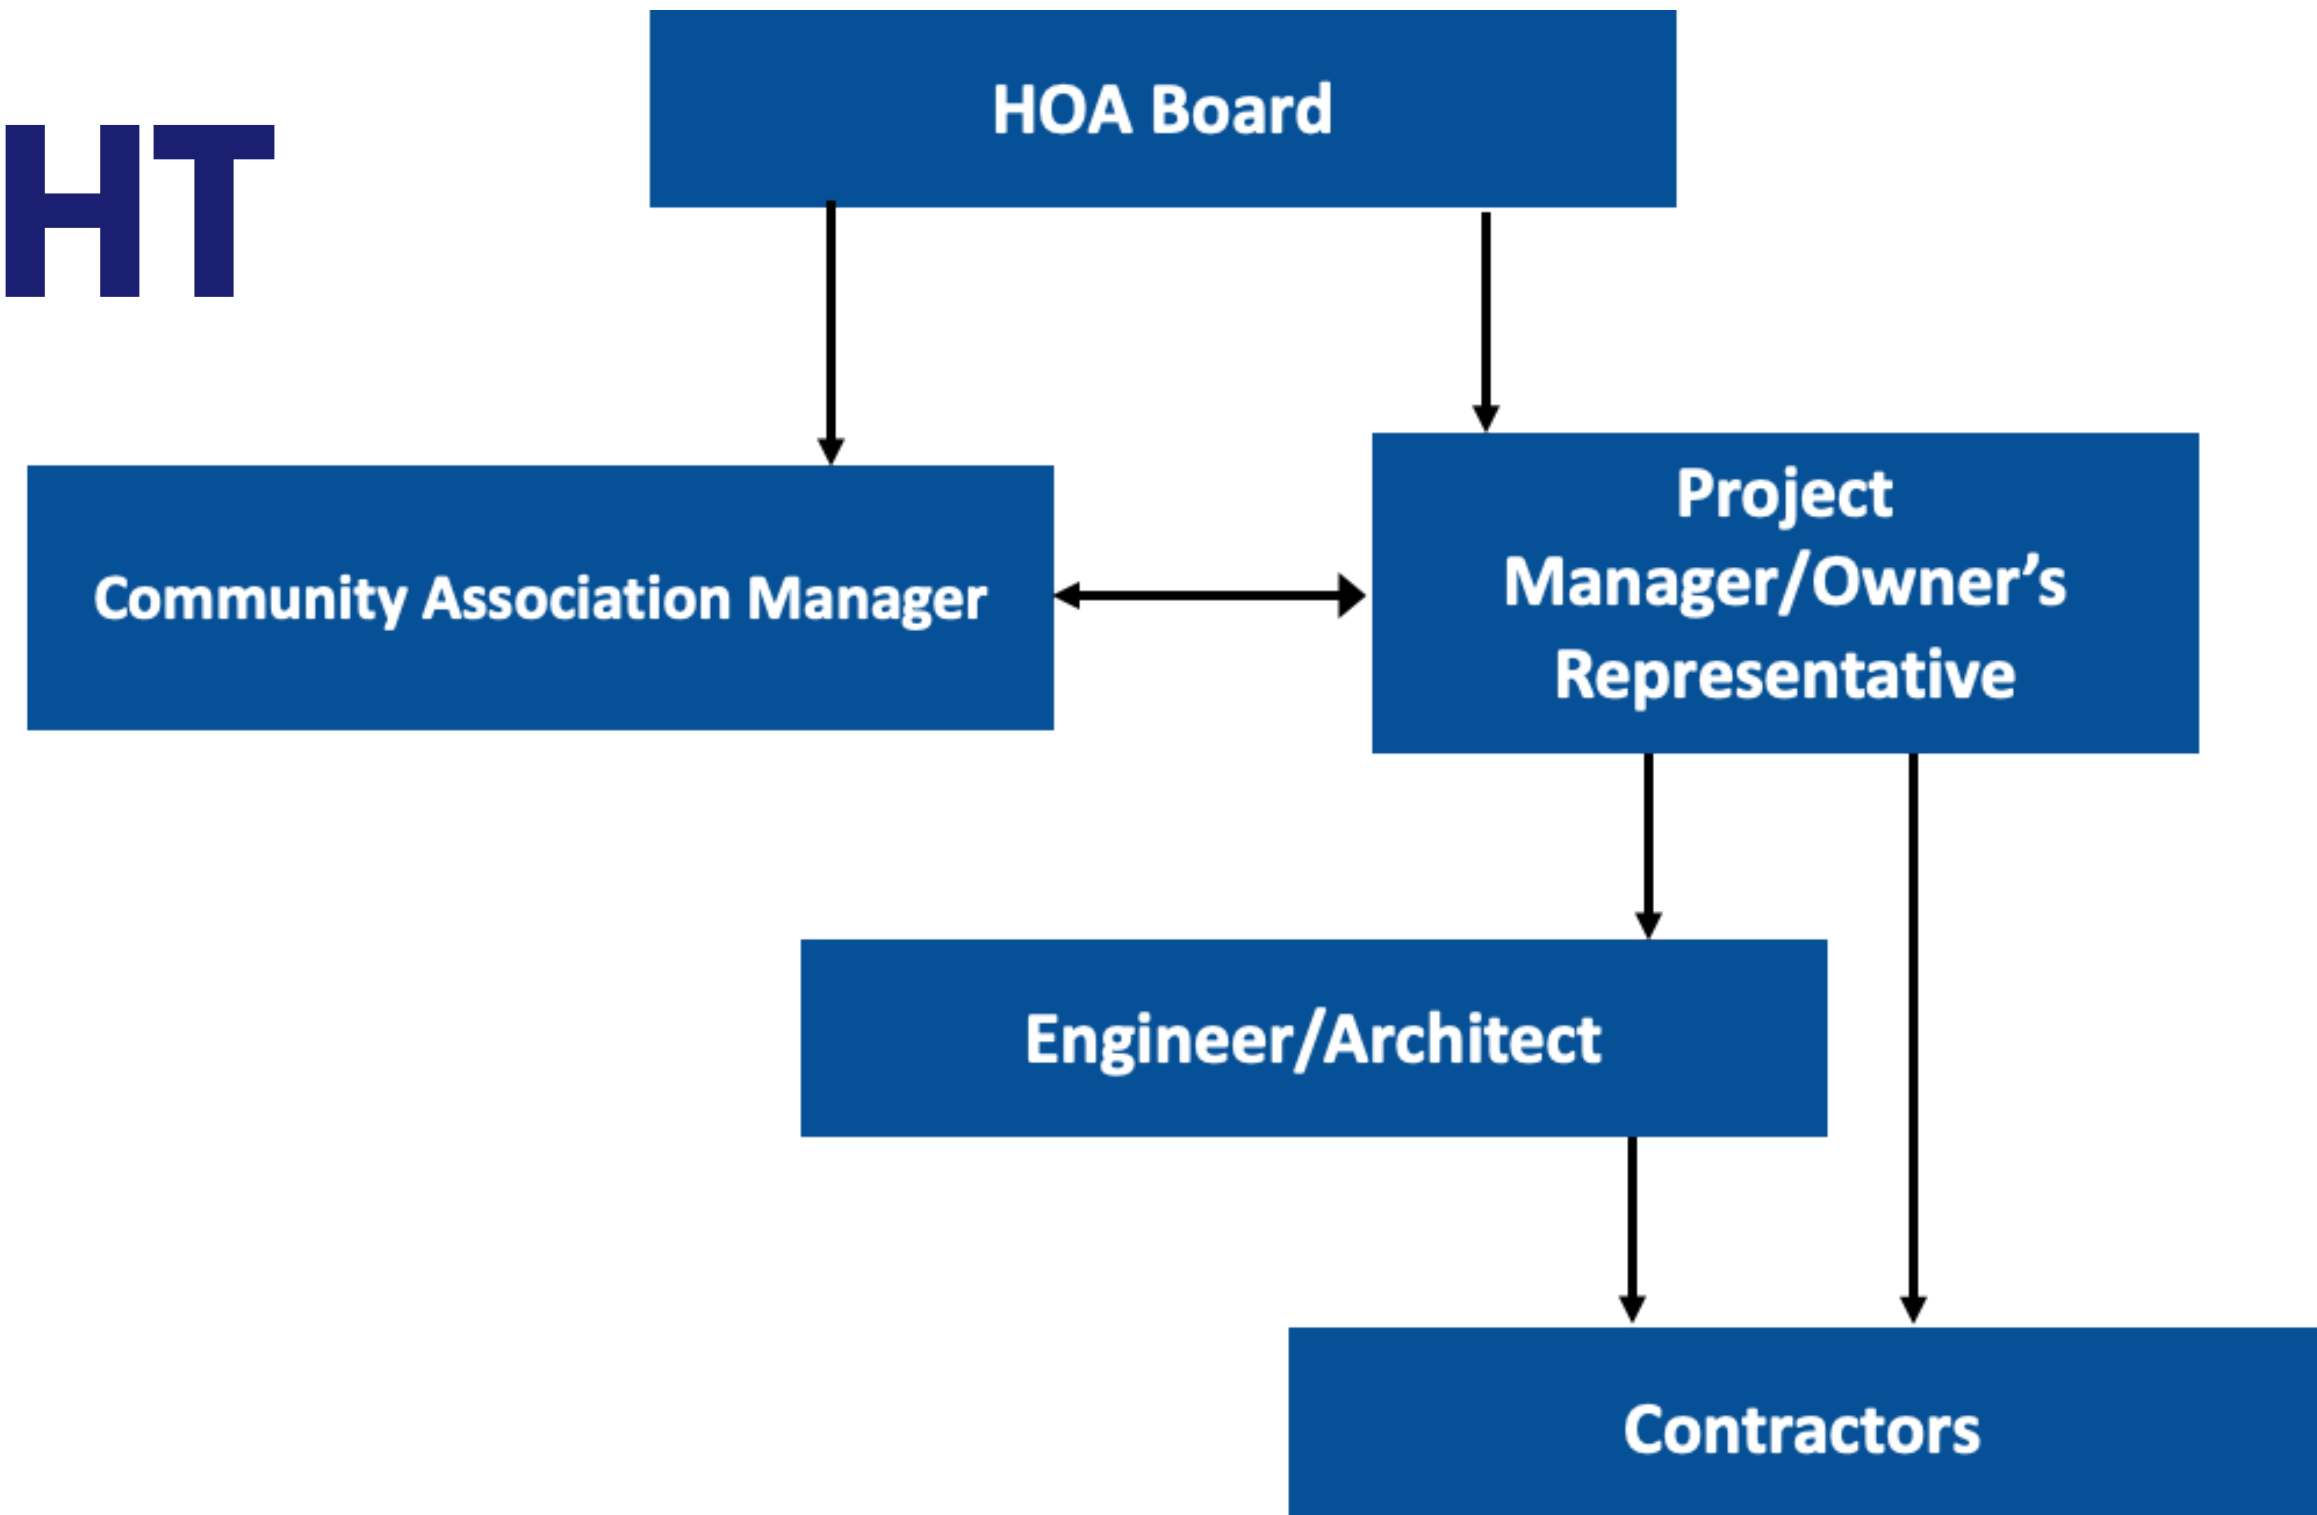 HOA Board
HT
Community Association Manager
Project
Manager/Owner’s
Representative
Engineer/Architect
Contractors